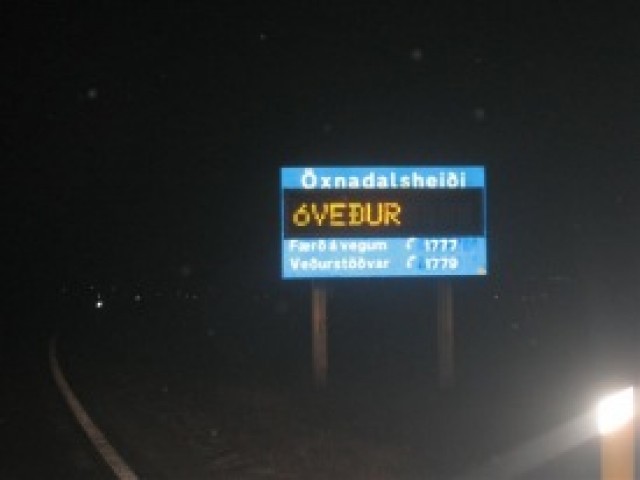 Öxnadalsheiði
óVEÐUR
Færð á vegum 1777
Veðurstöðvar 1779